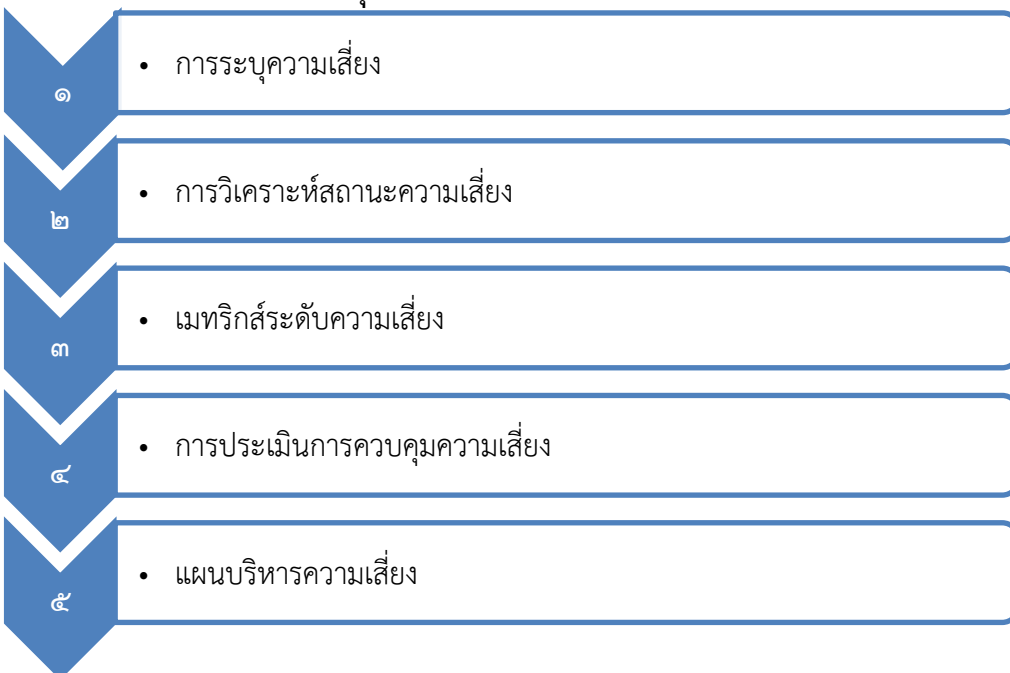 ๑
• การระบุความเสี่ยง
๒
• การวิเคราะห์สถานะความเสี่ยง
๓
• เมทริกส์ระดับความเสี่ยง
๔
• การประเมินการควบคุมความเสี่ยง
๕
• แผนบริหารความเสี่ยง